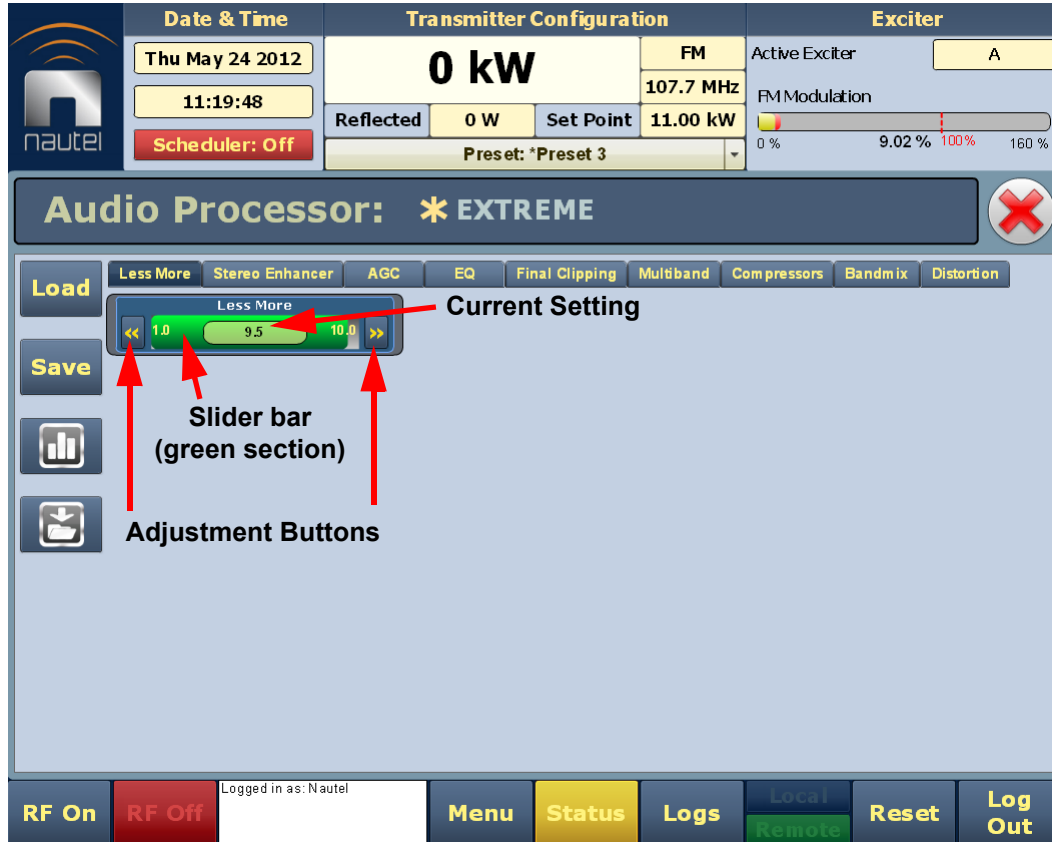 Date & Time
Transmitter Configuration
Exciter
Thu May 24 2012
0 kW
FM
Active Exciter
A
11:19:48
107.7 MHz
FM Modulation
Reflected
0 W
Set Point
11.00 kW
nautel
Scheduler: Off
Preset: *Preset 3
0 %
9.02 %
100%
160 %
Audio Processor: * EXTREME
Load
Less More
Stereo Enhancer
AGC
EQ
Final Clipping
Multiband
Compressors
Bandmix
Distortion
Less More
Current Setting
<< 1.0
9.5
10.0 >>
Save
Slider bar
(green section)
Adjustment Buttons
RF On
RF Off
Logged in as: Nautel
Menu
Status
Logs
Local
Remote
Reset
Log
Out